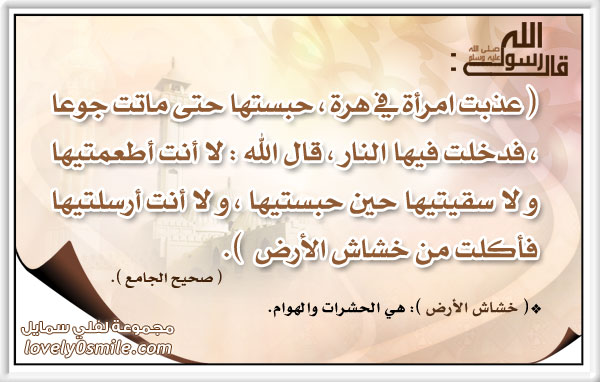 قال رسول الله صلى الله عليه وسلم :
( عذبت امرأة في هرة ، حبستها حتى ماتت جوعا
، فدخلت فيها النار ، قال الله : لا أنت أطعمتيها
ولا سقيتيها حين حبستيها ، ولا أنت أرسلتيها
فأكلت من خشاش الأرض ).
( صحيح الجامع ).
❖ ( خشاش الأرض ): هي الحشرات والهوام.
مجموعة لفلي سمايل
lovely0smile.com